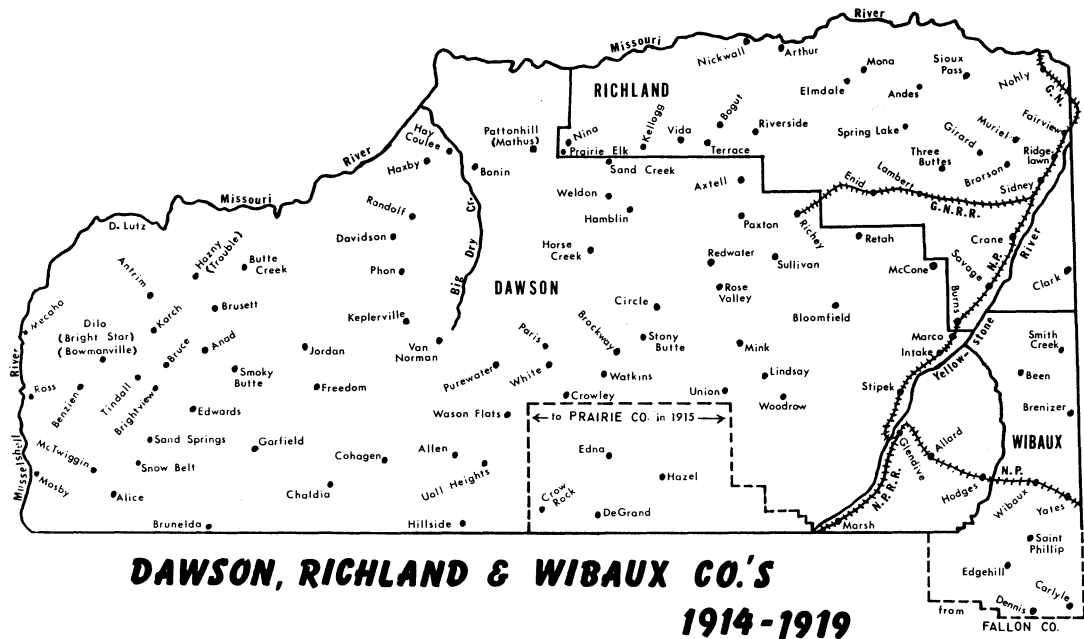 River
Missouri
Nickwall
Arthur
Mona
Sioux
Pass
Nohly
G.N.
RICHLAND
Elmdale
Andes
Fairview
Hay
Coulee
Pattonhill
(Mathus)
Nina
Kellogg
Vida
Bogut
Riverside
Spring Lake
Girard
Muriel
River
Haxby
Prairie Elk
Terrace
Three
Buttes
Brorson
Ridge-
lawn
Bonin
Sand Creek
Axtell
Enid
Lambert
Sidney
Missouri
Randolf
Cr.
Weldon
Hamblin
G.N.R.R.
D. Lutz
Hazny
(Trouble)
Davidson
Paxton
Richey
Retah
Crane
River
Butte
Creek
Big Dry
Horse
Creek
Redwater
Sullivan
McCone
Savage
N.P.
Antrim
Phon
DAWSON
Rose
Valley
Clark
Mecaha
Karch
Brusett
Circle
Bloomfield
Burns
Dilo
(Bright Star)
(Bowmanville)
Keplerville
Brockway
Stony
Butte
Marco
Smith
Creek
Bruce
Anad
Jordan
Van
Norman
Paris
Mink
Intake
Yellow-stone
River
Ross
Benzien
Tindall
Brightview
Smoky
Butte
Freedom
Purewater
White
Watkins
Lindsay
Been
Crowley
Union
Woodrow
Stipek
Edwards
Wason Flats
to PRAIRIE CO. in 1915
Brenizer
Musselshell
McTwiggin
Sand Springs
Garfield
Allen
Edna
Glendive
Allard
WIBAUX
Mosby
Snow Belt
Cohagen
Uall Heights
Hazel
N.P.R.R.
Hodges
N.P.
Wibaux
Yates
Alice
Chaldia
Crow
Rock
DeGrand
Brunelda
Hillside
Marsh
Saint
Phillip
DAWSON, RICHLAND & WIBAUX CO.'S
1914-1919
Edgehill
Carlyle
Dennis
from
FALLON CO.